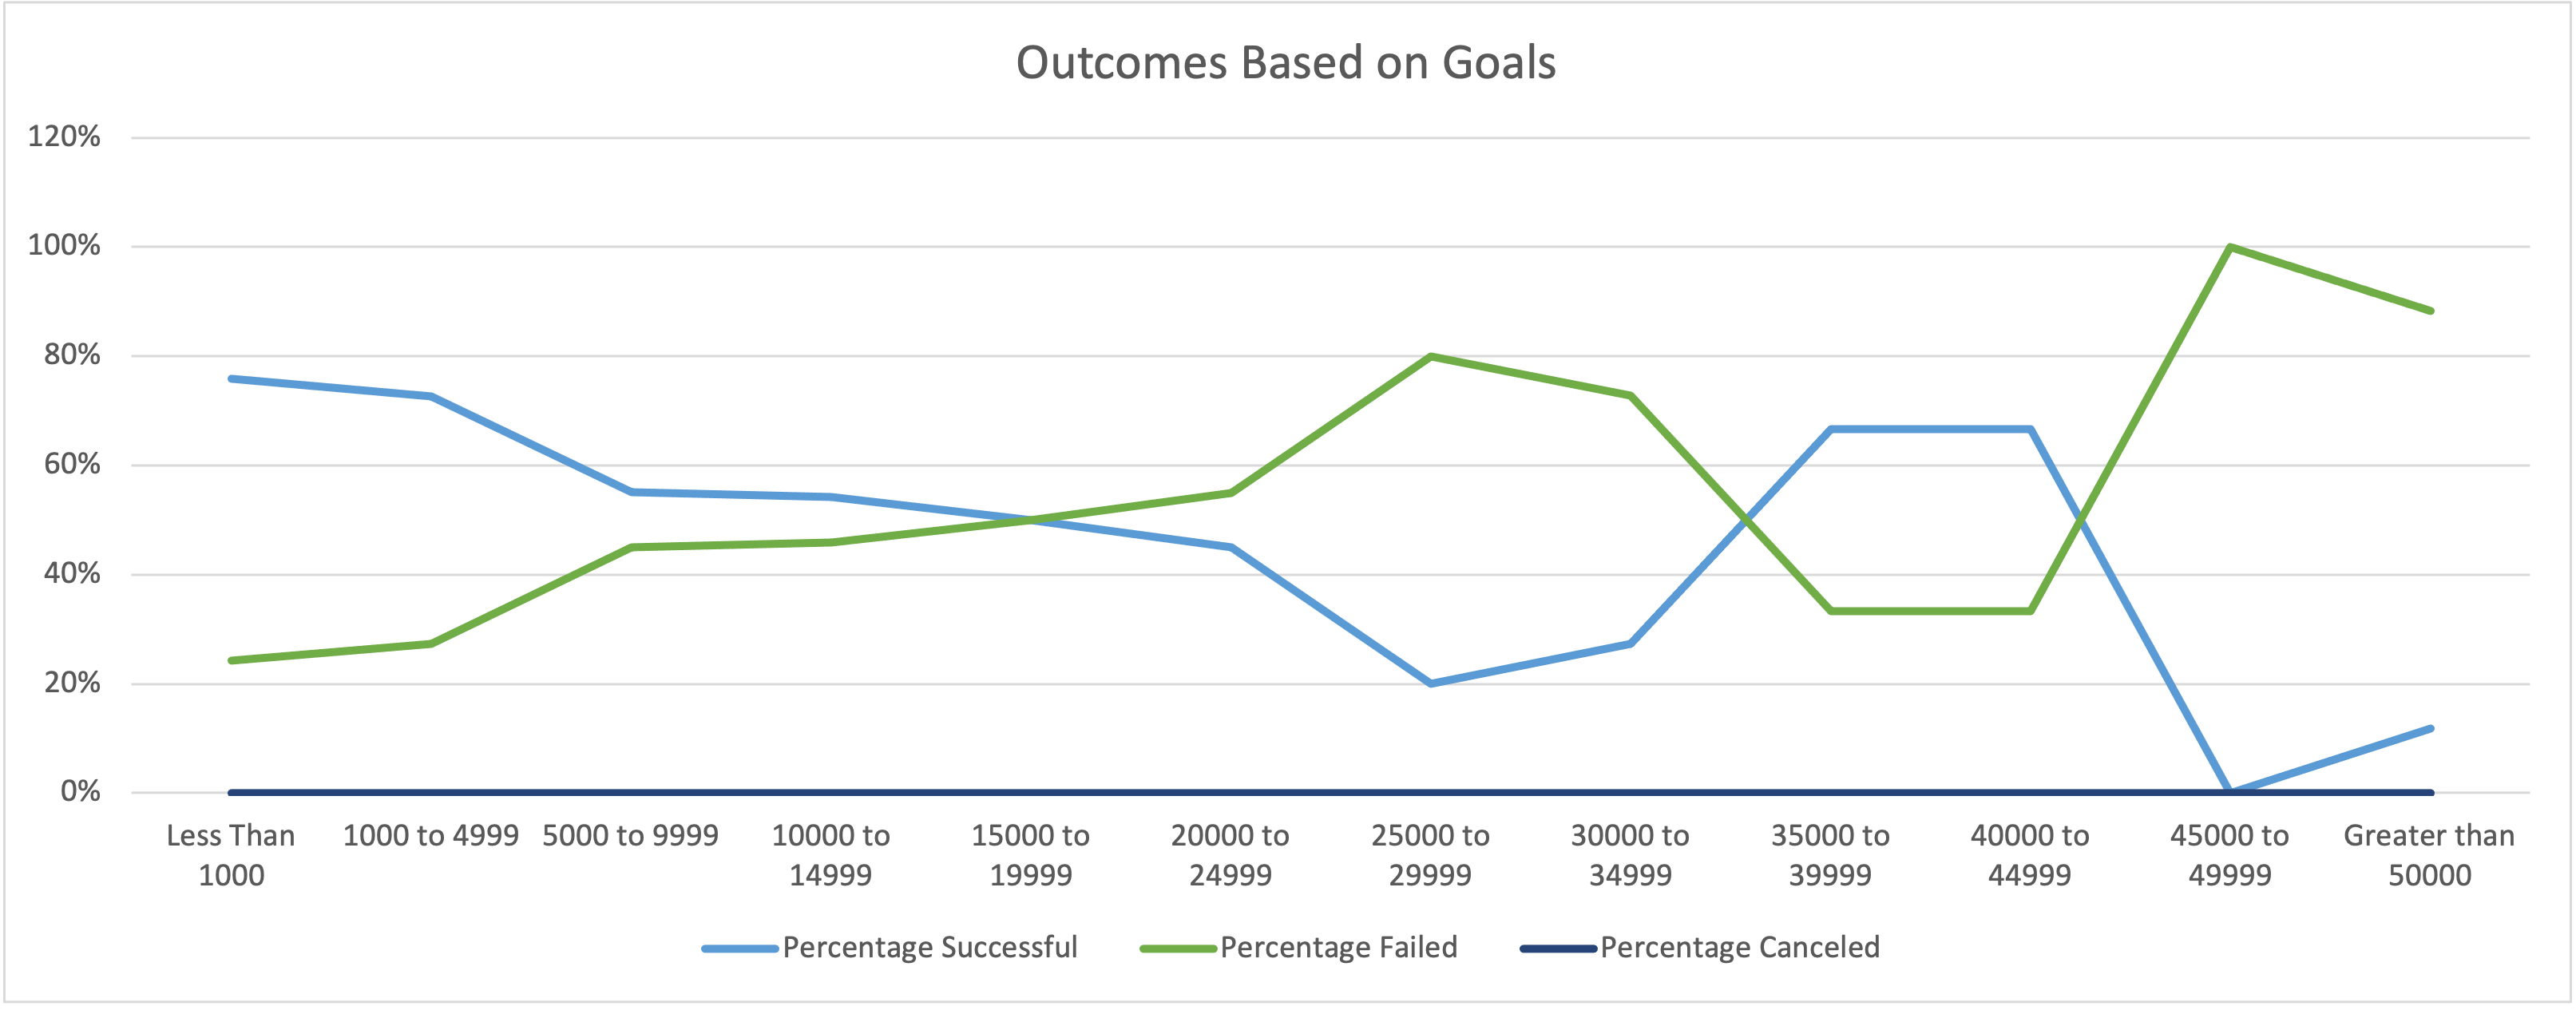 Outcomes Based on Goals
120%
100%
80%
60%
40%
20%
0%
Less Than
1000
1000 to 4999
5000 to 9999
10000 to
14999
15000 to
19999
20000 to
24999
25000 to
29999
30000 to
34999
35000 to
39999
40000 to
44999
45000 to
49999
Greater than
50000
Percentage Successful
Percentage Failed
Percentage Canceled